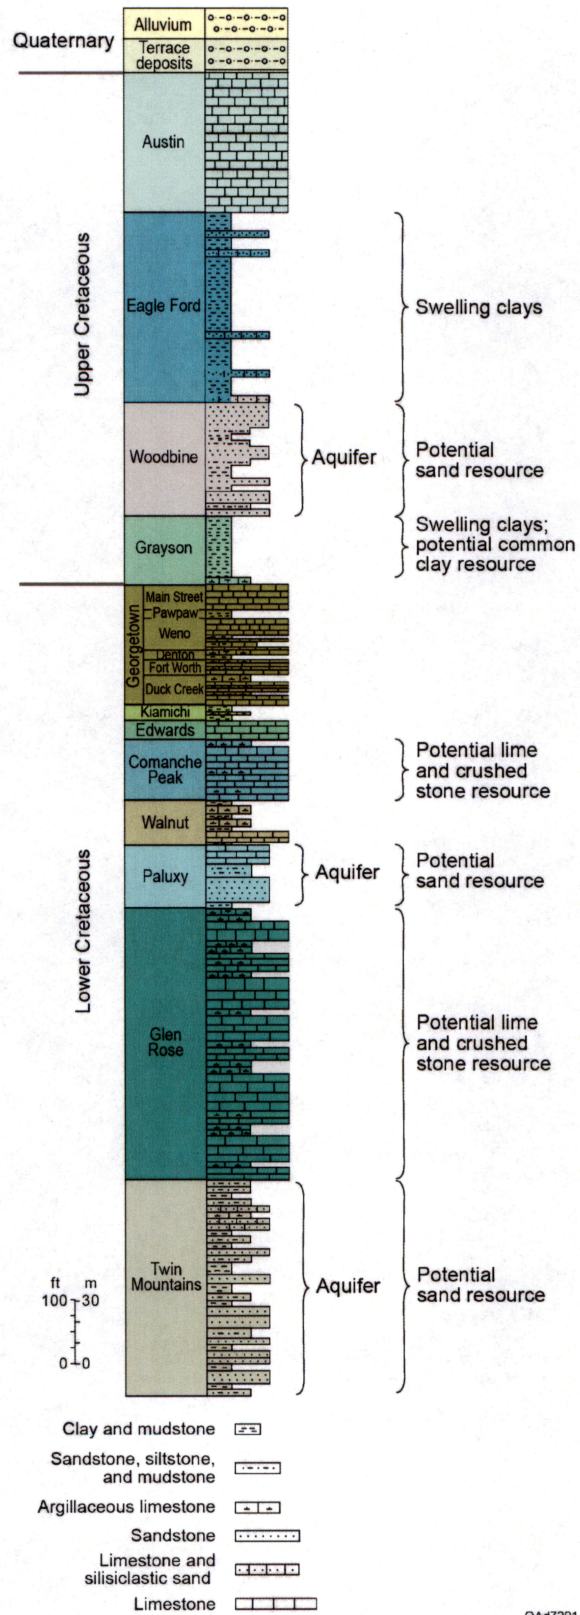 Quaternary
Alluvium
Terrace
deposits
Upper Cretaceous
Austin
Eagle Ford
Swelling clays
Woodbine
Aquifer
Potential
sand resource
Grayson
Swelling clays;
potential common
clay resource
Lower Cretaceous
Georgetown
Main Street
Pawpaw
Weno
Denton
Fort Worth
Duck Creek
Kiamichi
Edwards
Comanche
Peak
Potential lime
and crushed
stone resource
Walnut
Paluxy
Aquifer
Potential
sand resource
Glen
Rose
Potential lime
and crushed
stone resource
Twin
Mountains
Aquifer
Potential
sand resource
ft m
100 30
0 0
Clay and mudstone
Sandstone, siltstone,
and mudstone
Argillaceous limestone
Sandstone
Limestone and
silisiclastic sand
Limestone